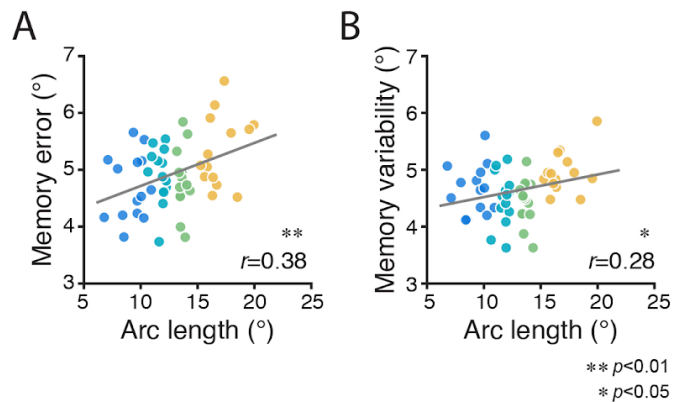 A
B
7
6
5
4
3
Memory error (°)
**
r=0.38
5
10
15
20
25
Arc length (°)
7
6
5
4
3
Memory variability (°)
*
r=0.28
5
10
15
20
25
Arc length (°)
** p<0.01
* p<0.05